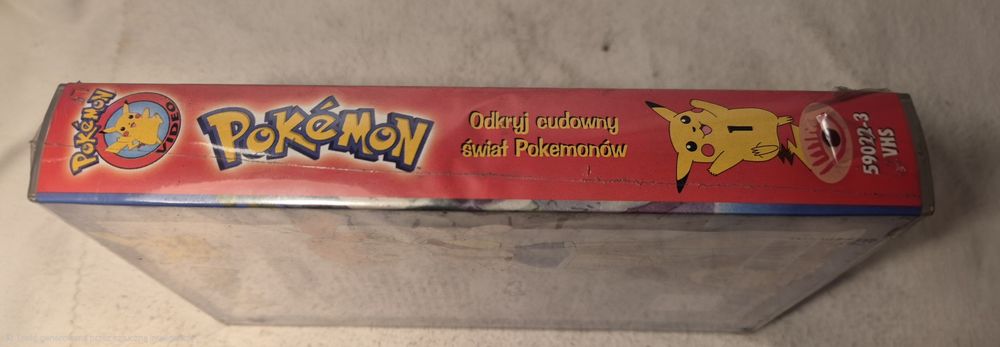 Pokémon
VIDEO
POKéMON
Odkryj cudowny
świat Pokemonów
1
59022-3
VHS